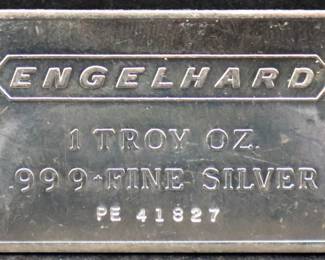 ENGELHARD
1 TROY OZ.
.999+FINE SILVER
PE 41827